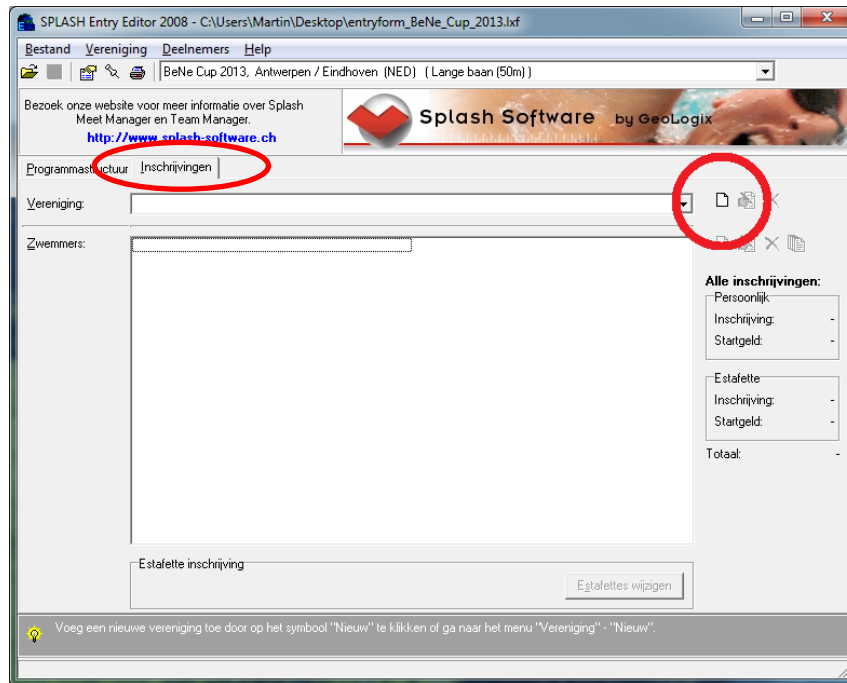 SPLASH Entry Editor 2008 - C:\Users\Martin\Desktop\entryform_BeNe_Cup_2013.lxf
Bestand Vereniging Deelnemers Help
BeNe Cup 2013, Antwerpen / Eindhoven (NED) ( Lange baan (50m) )
Bezoek onze website voor meer informatie over Splash
Meet Manager en Team Manager.
http://www.splash-software.ch
Splash Software by GeoLogix
Programmastructuur Inschrijvingen
Vereniging:
Zwemmers:
Alle inschrijvingen:
Persoonlijk
Inschrijving: -
Startgeld: -
Estafette
Inschrijving: -
Startgeld: -
Totaal: -
Estafette inschrijving
Estafettes wijzigen
Voeg een nieuwe vereniging toe door op het symbool "Nieuw" te klikken of ga naar het menu "Vereniging" - "Nieuw".